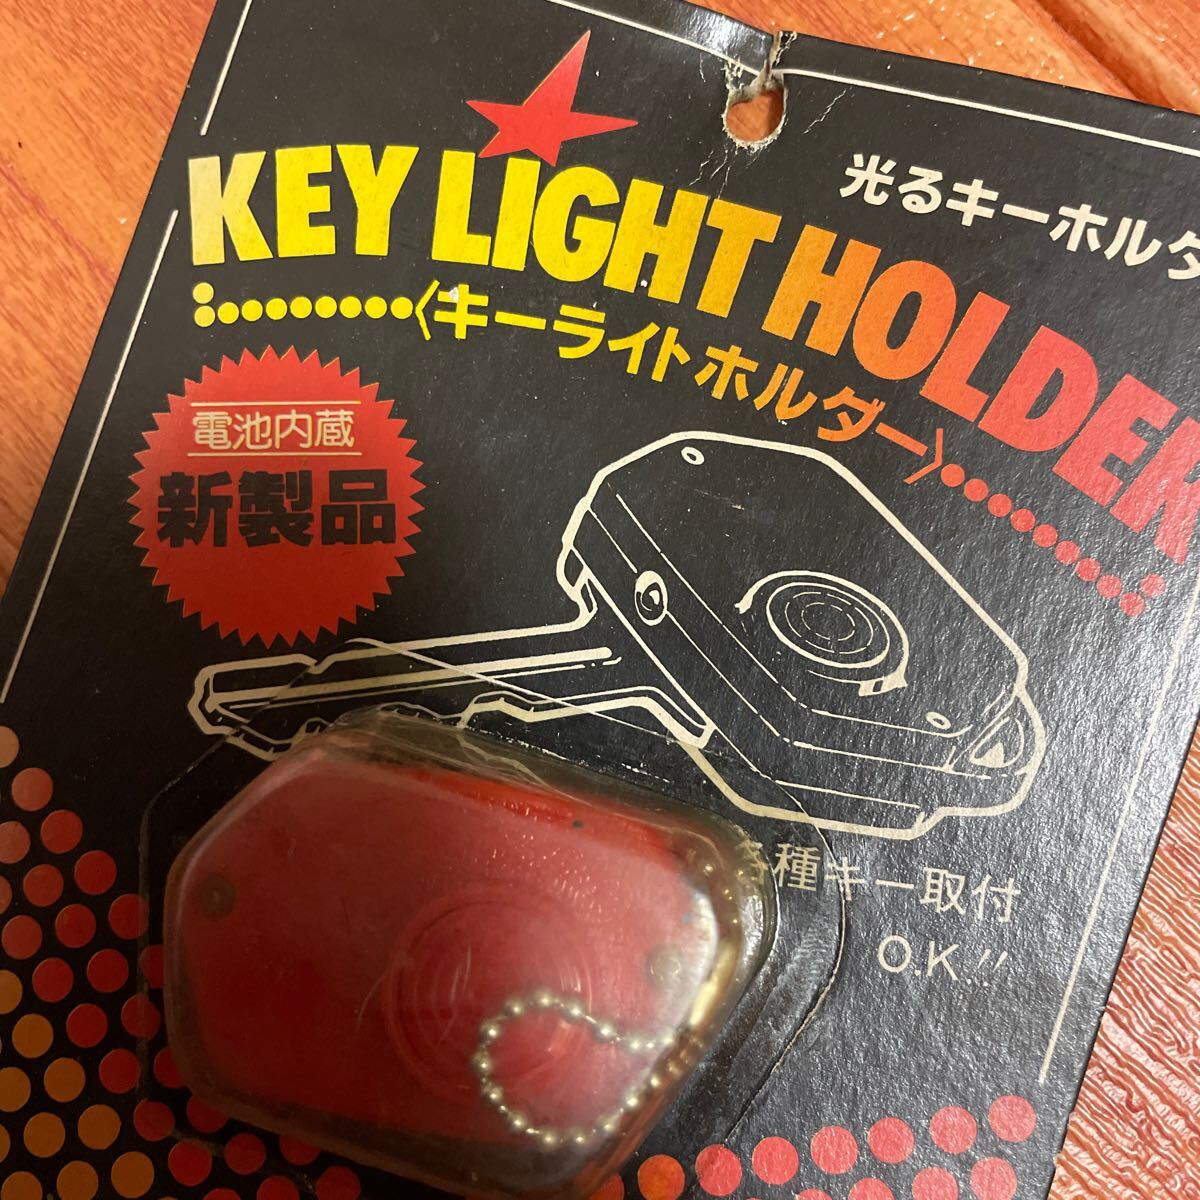 光るキーホルダ
KEY LIGHT HOLDER
〈キーライトホルダー〉
電池内蔵
新製品
各種キー取付
O.K.!!